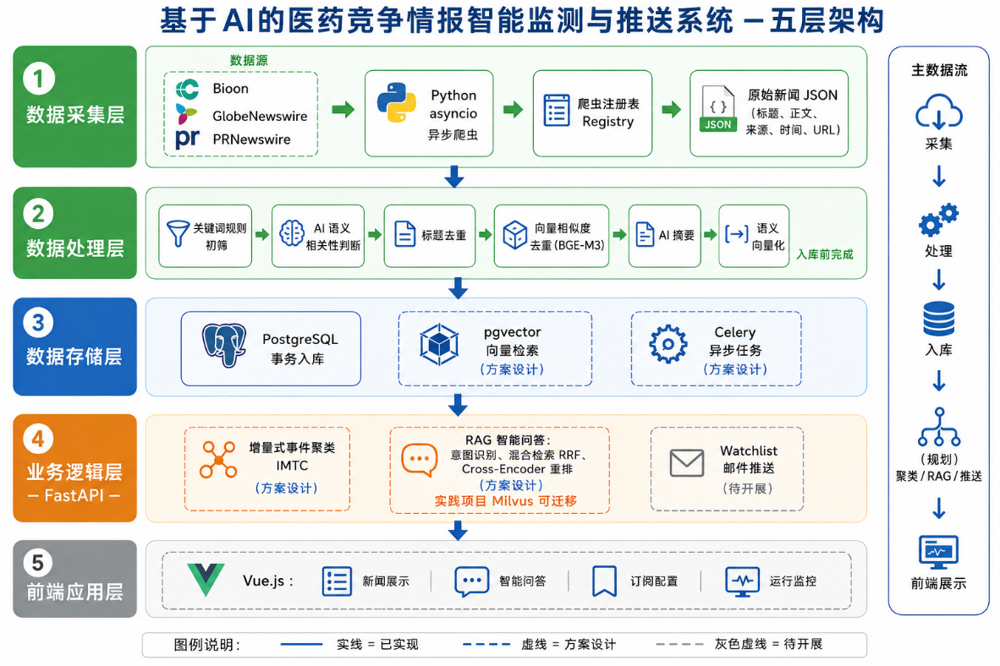 基于AI的医药竞争情报智能监测与推送系统 — 五层架构
1
数据采集层
数据源
Bioon
GlobeNewswire
pr
PRNewswire
Python
asyncio
异步爬虫
爬虫注册表
Registry
{ }
JSON
原始新闻 JSON
(标题、正文、
来源、时间、URL)
2
数据处理层
关键词规则
初筛
AI 语义
相关性判断
标题去重
向量相似度
去重 (BGE-M3)
AI 摘要
语义
向量化
入库前完成
3
数据存储层
PostgreSQL
事务入库
pgvector
向量检索
(方案设计)
Celery
异步任务
(方案设计)
4
业务逻辑层
— FastAPI —
增量式事件聚类
IMTC
(方案设计)
RAG 智能问答:
意图识别、混合检索 RRF、
Cross-Encoder 重排
(方案设计)
实践项目 Milvus 可迁移
Watchlist
邮件推送
(待开展)
5
前端应用层
Vue.js :
新闻展示
智能问答
订阅配置
运行监控
主数据流
采集
处理
入库
(规划)
聚类 / RAG / 推送
前端展示
图例说明:
实线 = 已实现
虚线 = 方案设计
灰色虚线 = 待开展